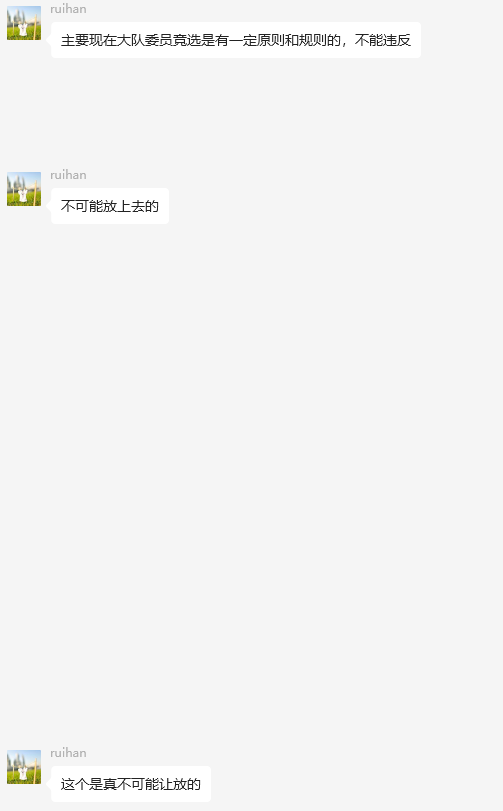 ruihan
主要现在大队委员竟选是有一定原则和规则的，不能违反
ruihan
不可能放上去的
ruihan
这个是真不可能让放的